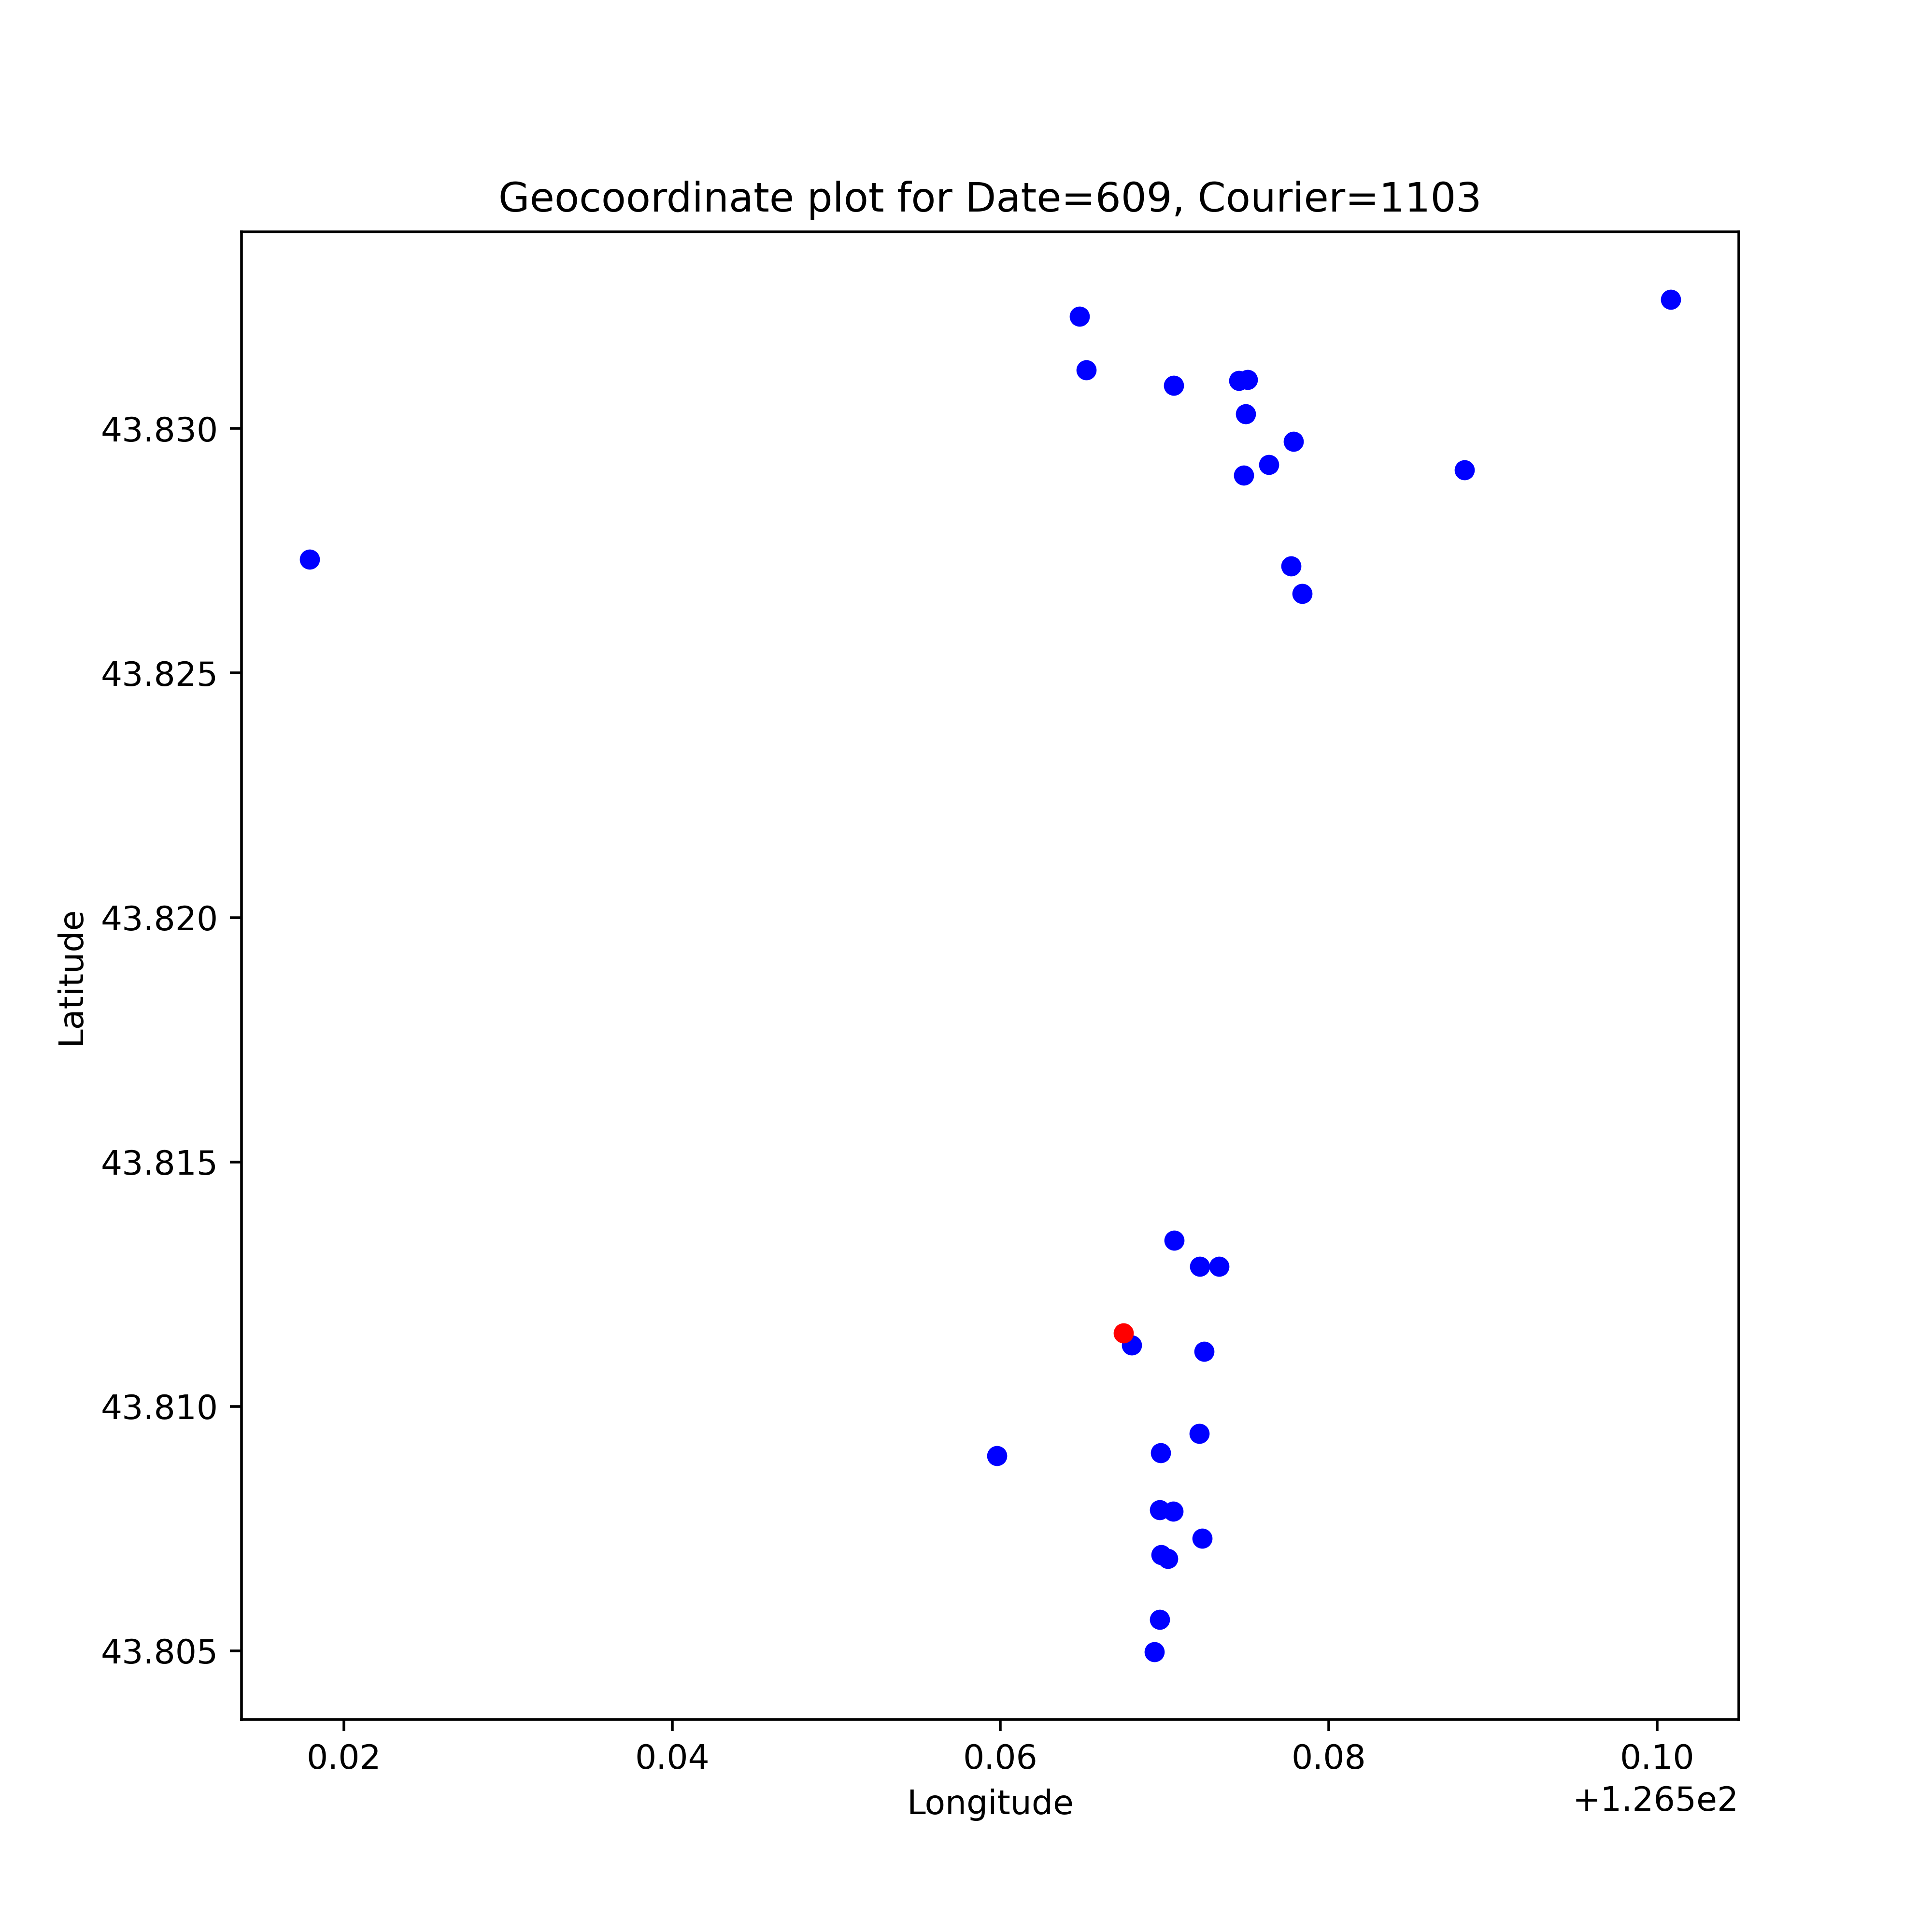 Geocoordinate plot for Date=609, Courier=1103
43.830
43.825
43.820
43.815
43.810
43.805
Latitude
0.02 0.04 0.06 0.08 0.10
Longitude
+1.265e2